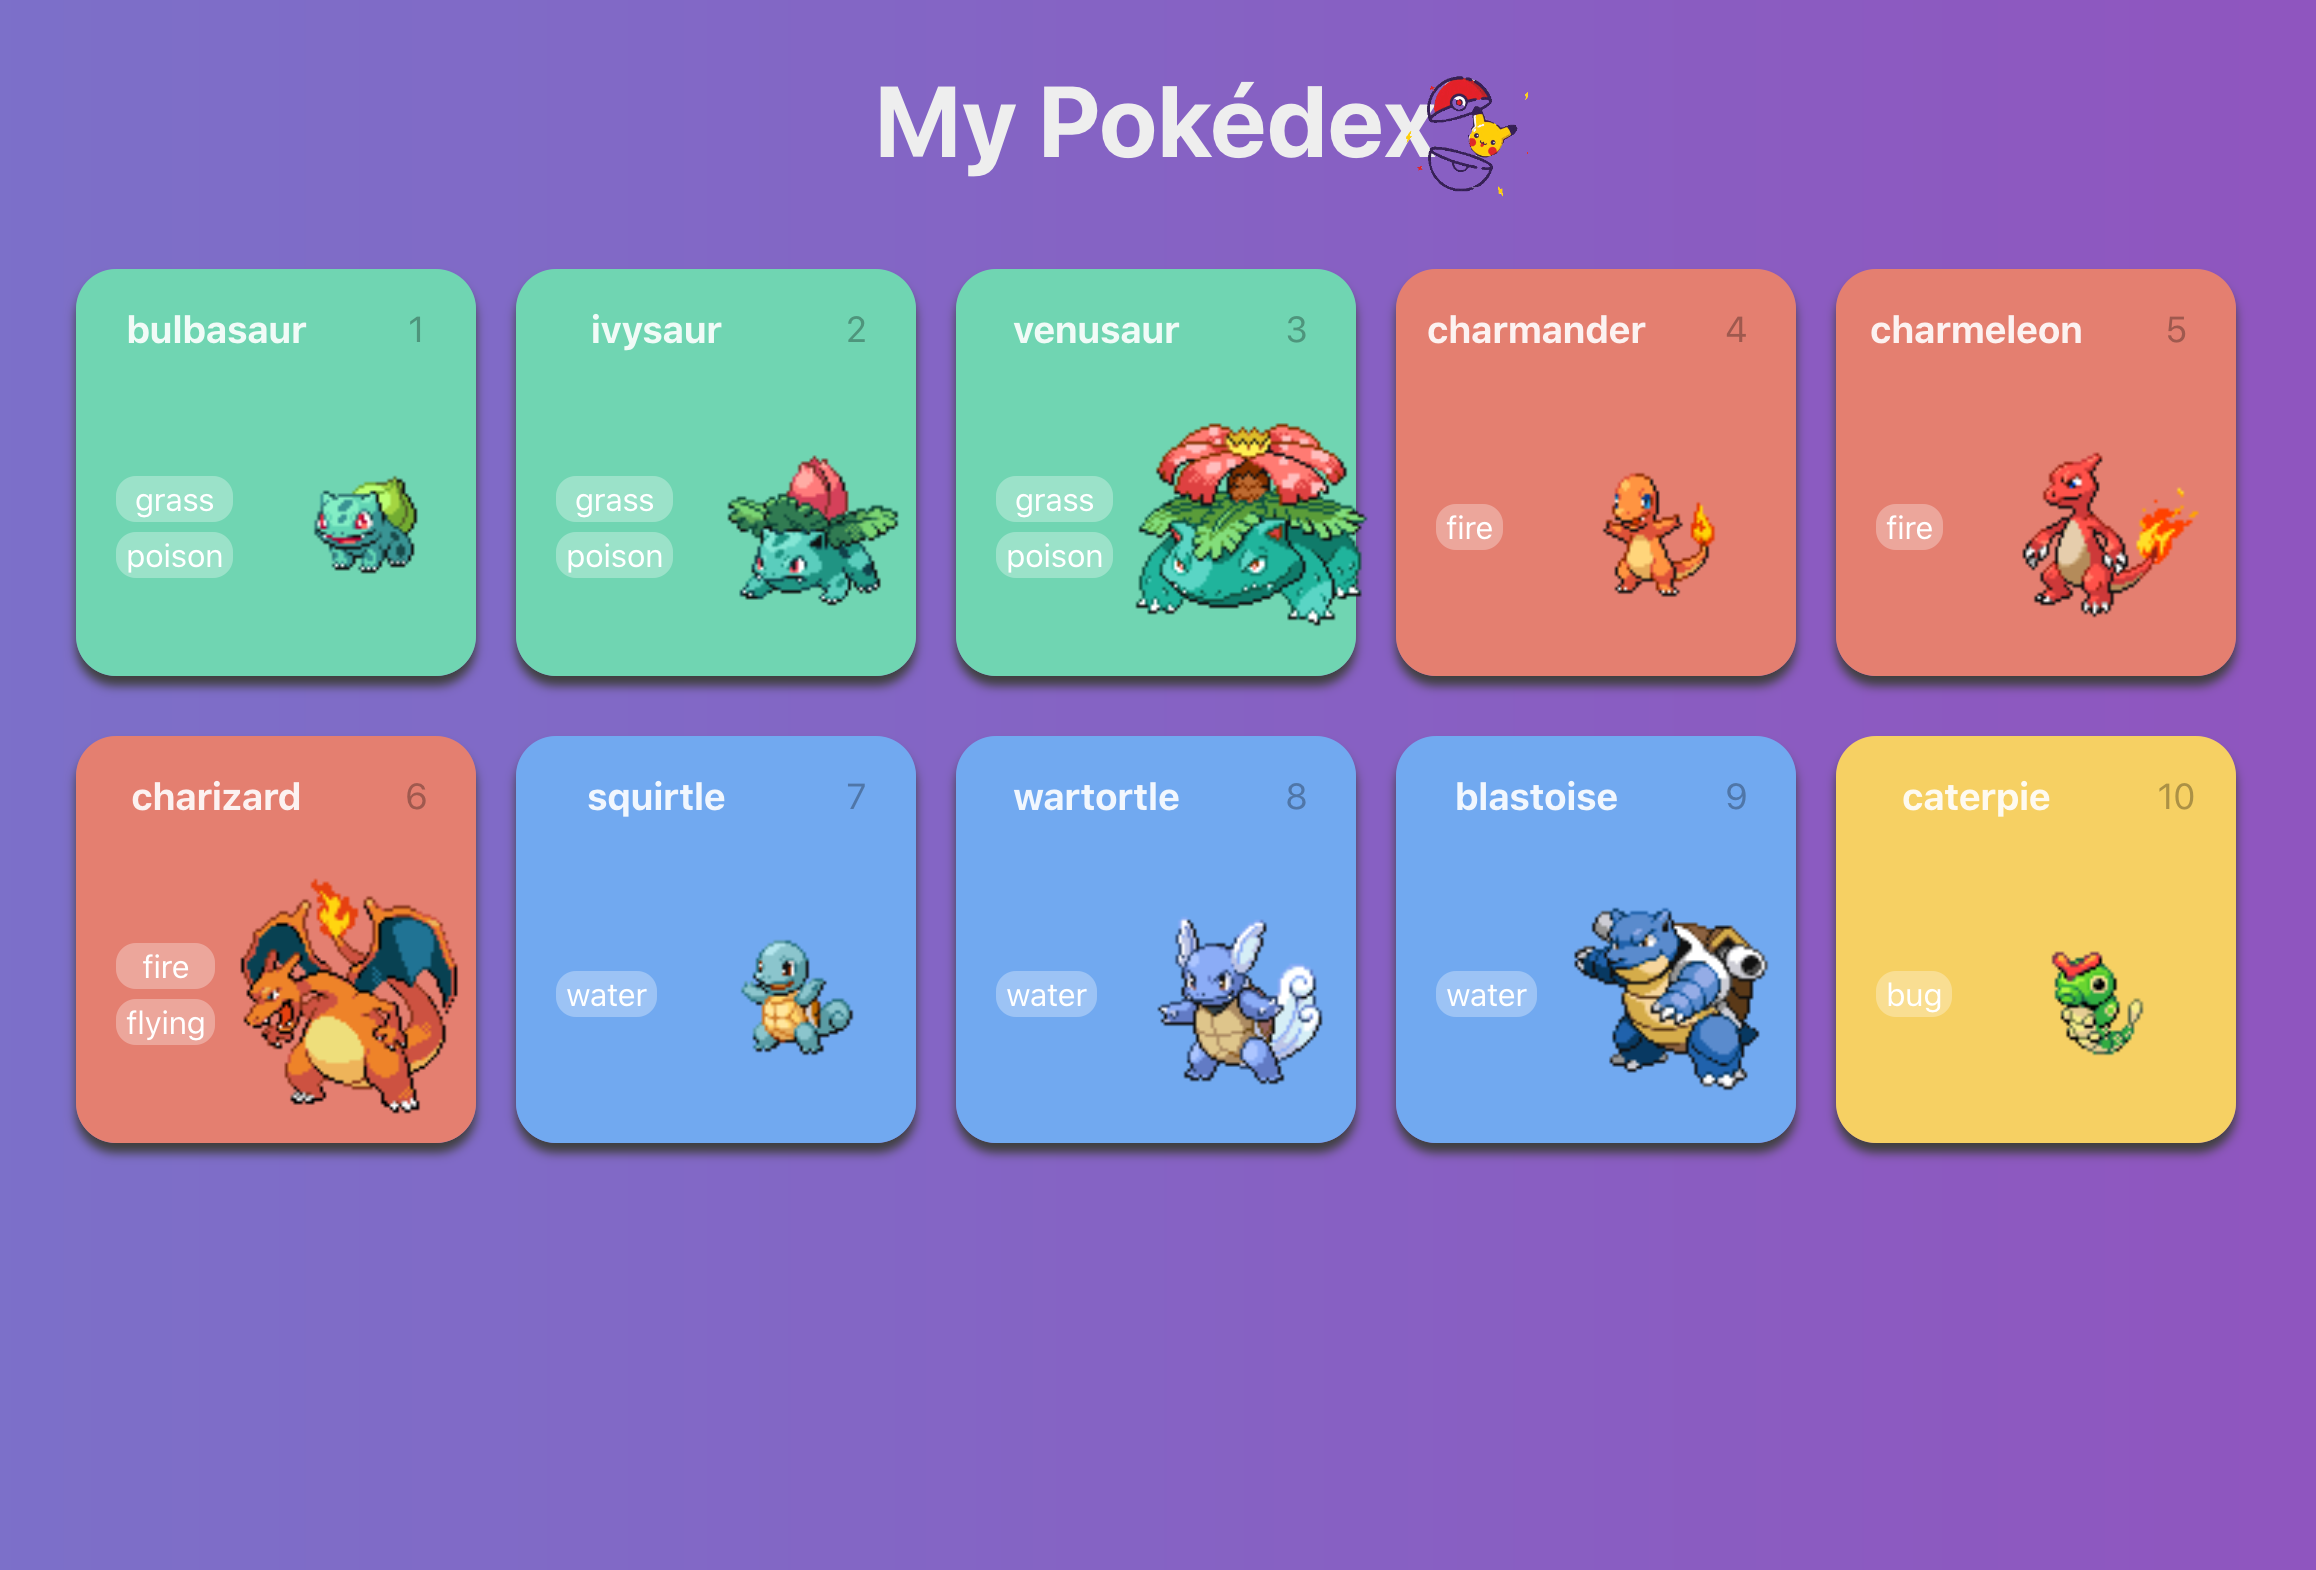 My Pokédex
bulbasaur 1
grass
poison
ivysaur 2
grass
poison
venusaur 3
grass
poison
charmander 4
fire
charmeleon 5
fire
charizard 6
fire
flying
squirtle 7
water
wartortle 8
water
blastoise 9
water
caterpie 10
bug